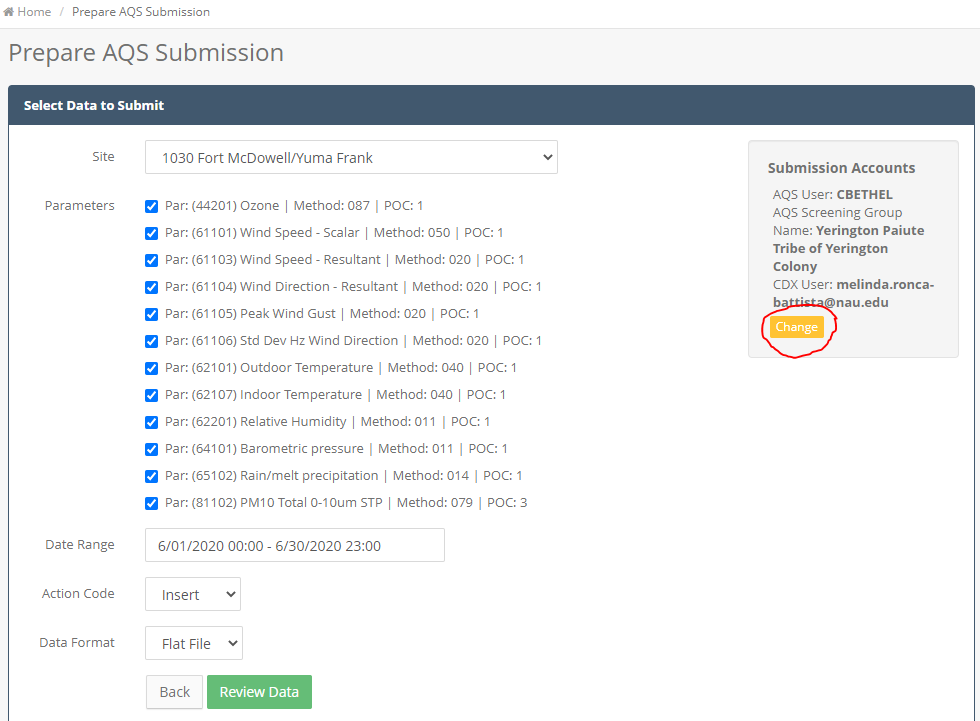 Home / Prepare AQS Submission
Prepare AQS Submission
Select Data to Submit
Site
1030 Fort McDowell/Yuma Frank
Parameters
Par: (44201) Ozone | Method: 087 | POC: 1
Par: (61101) Wind Speed - Scalar | Method: 050 | POC: 1
Par: (61103) Wind Speed - Resultant | Method: 020 | POC: 1
Par: (61104) Wind Direction - Resultant | Method: 020 | POC: 1
Par: (61105) Peak Wind Gust | Method: 020 | POC: 1
Par: (61106) Std Dev Hz Wind Direction | Method: 020 | POC: 1
Par: (62101) Outdoor Temperature | Method: 040 | POC: 1
Par: (62107) Indoor Temperature | Method: 040 | POC: 1
Par: (62201) Relative Humidity | Method: 011 | POC: 1
Par: (64101) Barometric pressure | Method: 011 | POC: 1
Par: (65102) Rain/melt precipitation | Method: 014 | POC: 1
Par: (81102) PM10 Total 0-10um STP | Method: 079 | POC: 3
Date Range
6/01/2020 00:00 - 6/30/2020 23:00
Action Code
Insert
Data Format
Flat File
Back
Review Data
Submission Accounts
AQS User: CBETHEL
AQS Screening Group
Name: Yerington Paiute
Tribe of Yerington
Colony
CDX User: melinda.ronca-
battista@nau.edu
Change